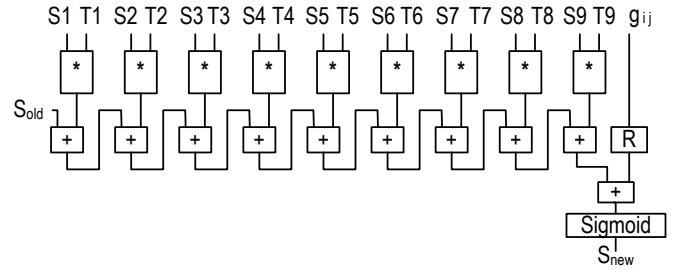 S1 T1 S2 T2 S3 T3 S4 T4 S5 T5 S6 T6 S7 T7 S8 T8 S9 T9 gij
* * * * * * * * *
Sold
+ + + + + + + + + R
+
Sigmoid
Snew